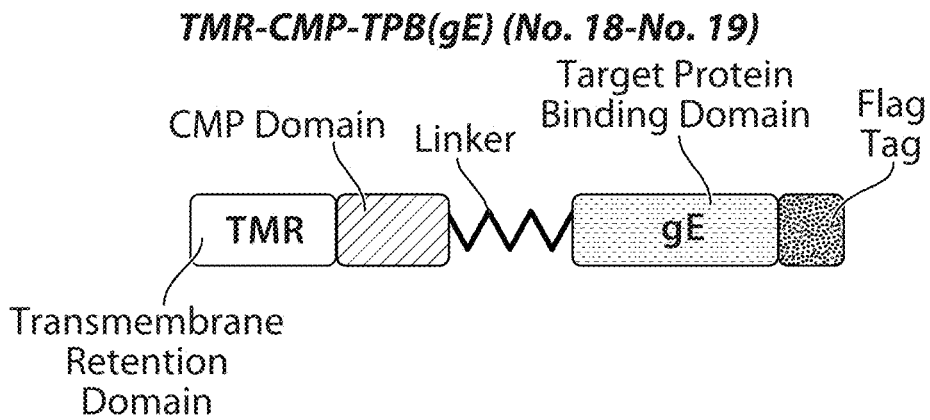 TMR-CMP-TPB(gE) (No. 18-No. 19)
Target Protein
Binding Domain
Flag
Tag
CMP Domain
Linker
TMR
gE
Transmembrane
Retention
Domain